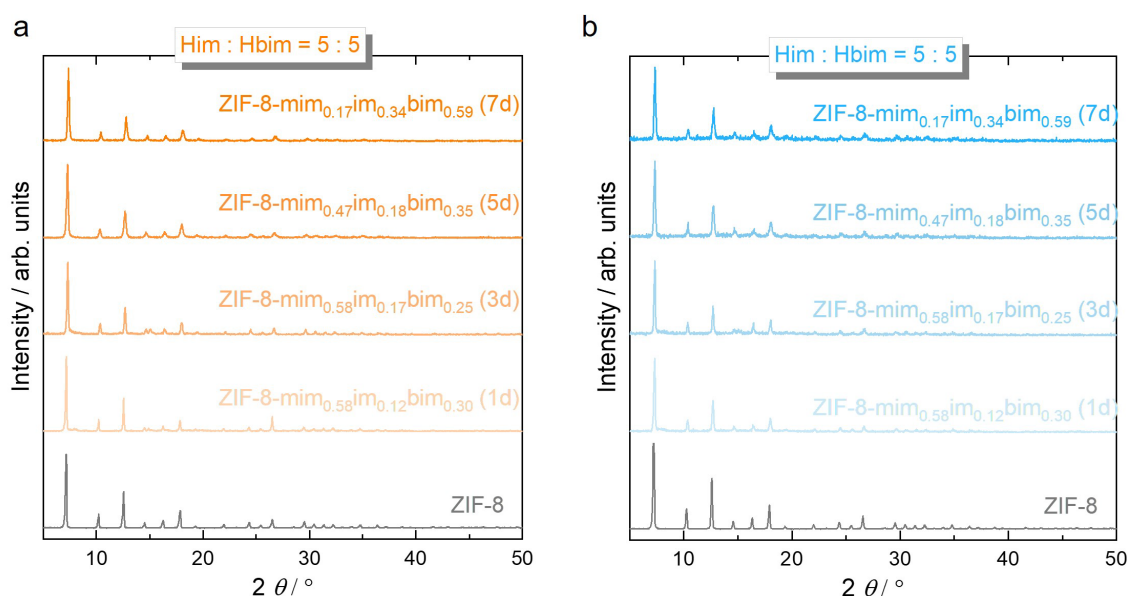 a
Him : Hbim = 5 : 5
ZIF-8-mim₀.₁₇im₀.₃₄bim₀.₅₉ (7d)
ZIF-8-mim₀.₄₇im₀.₁₈bim₀.₃₅ (5d)
ZIF-8-mim₀.₅₈im₀.₁₇bim₀.₂₅ (3d)
ZIF-8-mim₀.₅₈im₀.₁₂bim₀.₃₀ (1d)
ZIF-8
Intensity / arb. units
10 20 30 40 50
2 θ / °
b
Him : Hbim = 5 : 5
ZIF-8-mim₀.₁₇im₀.₃₄bim₀.₅₉ (7d)
ZIF-8-mim₀.₄₇im₀.₁₈bim₀.₃₅ (5d)
ZIF-8-mim₀.₅₈im₀.₁₇bim₀.₂₅ (3d)
ZIF-8-mim₀.₅₈im₀.₁₂bim₀.₃₀ (1d)
ZIF-8
Intensity / arb. units
10 20 30 40 50
2 θ / °